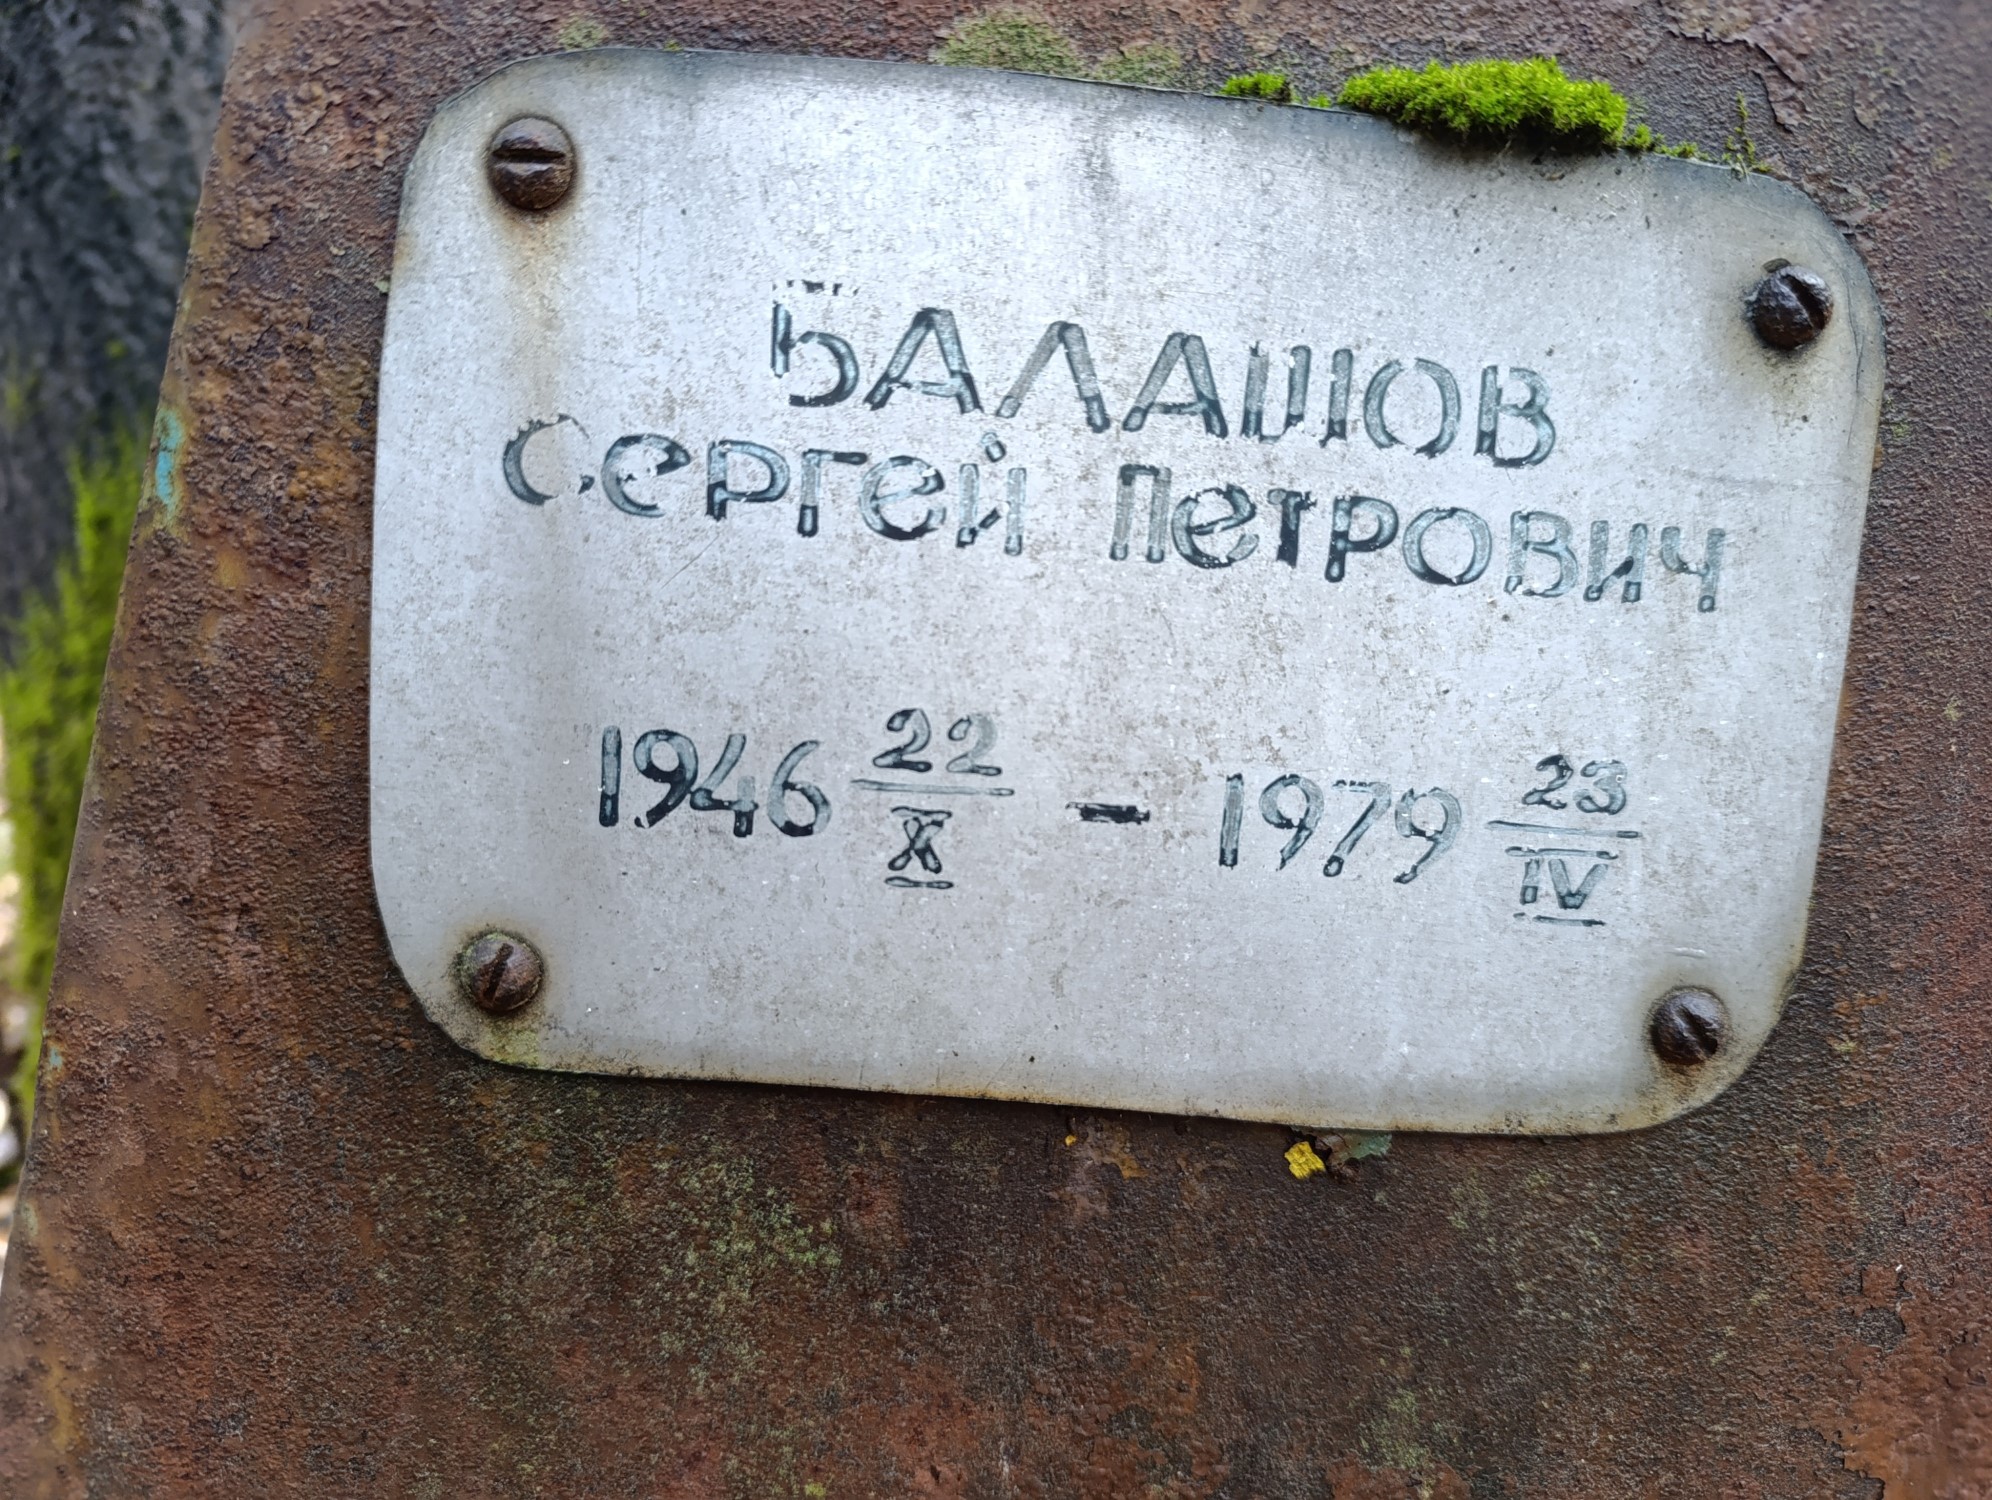 БАЛАШОВ
Сергей Петрович
1946 22/X – 1979 23/IV